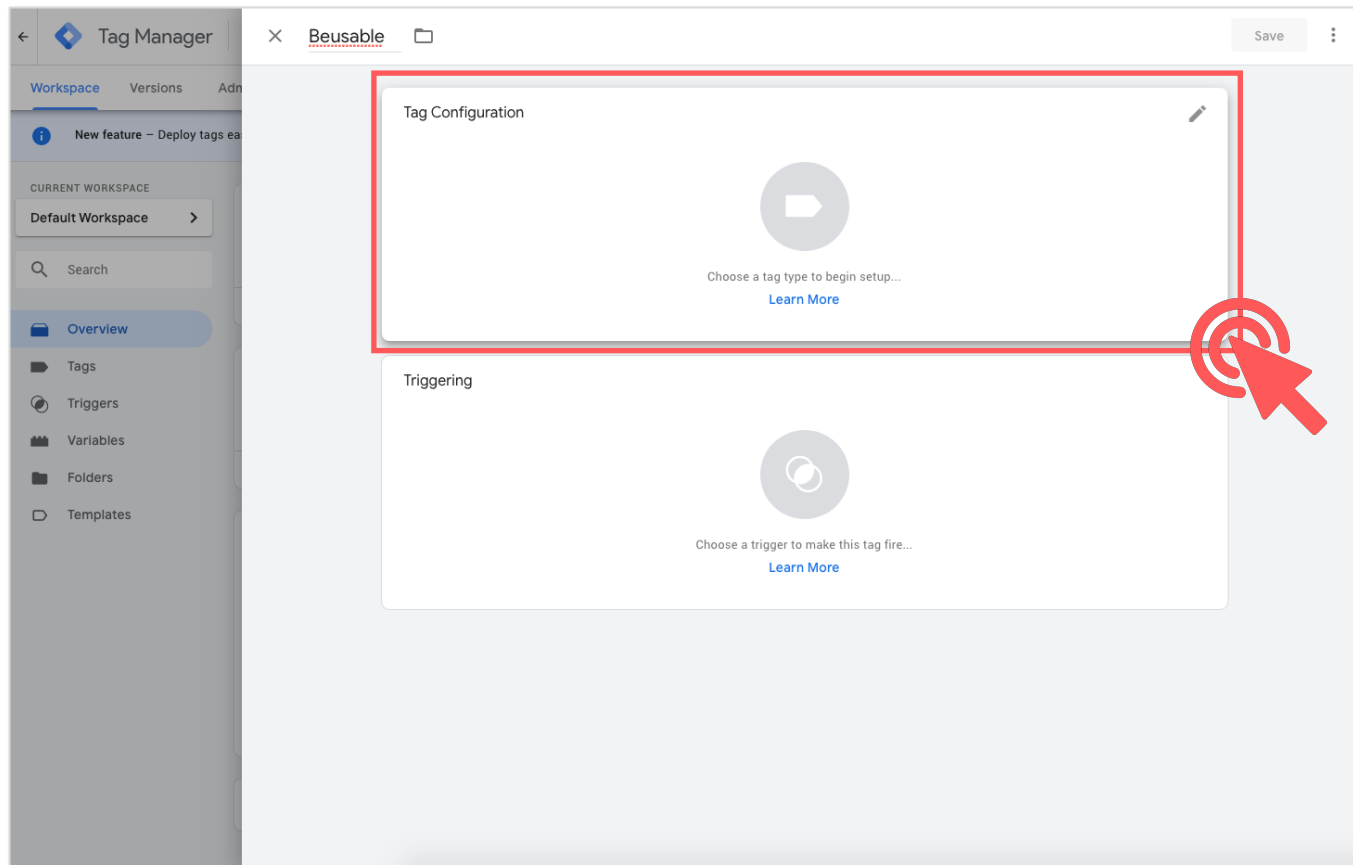 Tag Manager
Beusable
Save
Workspace Versions Adm
New feature – Deploy tags ea
CURRENT WORKSPACE
Default Workspace
Search
Overview
Tags
Triggers
Variables
Folders
Templates
Tag Configuration
Choose a tag type to begin setup...
Learn More
Triggering
Choose a trigger to make this tag fire...
Learn More